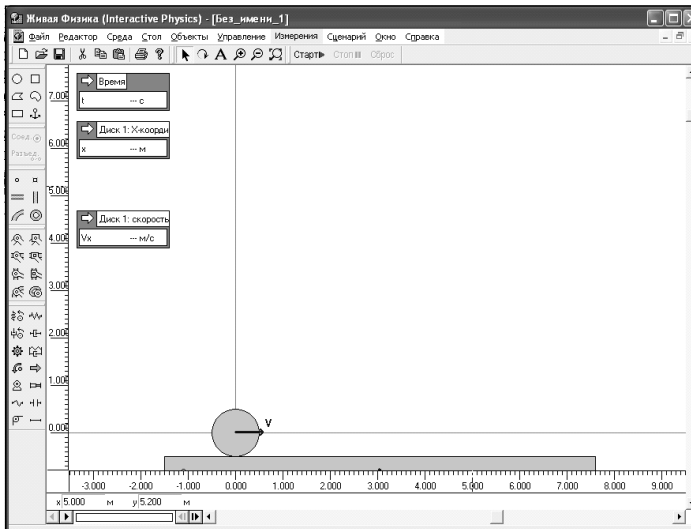 Живая Физика (Interactive Physics) - [Без_имени_1]
Файл Редактор Среда Стол Объекты Управление Измерения Сценарий Окно Справка
Старт Стоп Сброс
Время
t --- с
Диск 1: X-коорди
x --- м
Диск 1: скорость
Vx --- м/с
Соед.
Разъед.
7.000
6.000
5.000
4.000
3.000
2.000
1.000
0.000
V
-3.000 -2.000 -1.000 0.000 1.000 2.000 3.000 4.000 5.000 6.000 7.000 8.000 9.000
x 5.000 м y 5.200 м